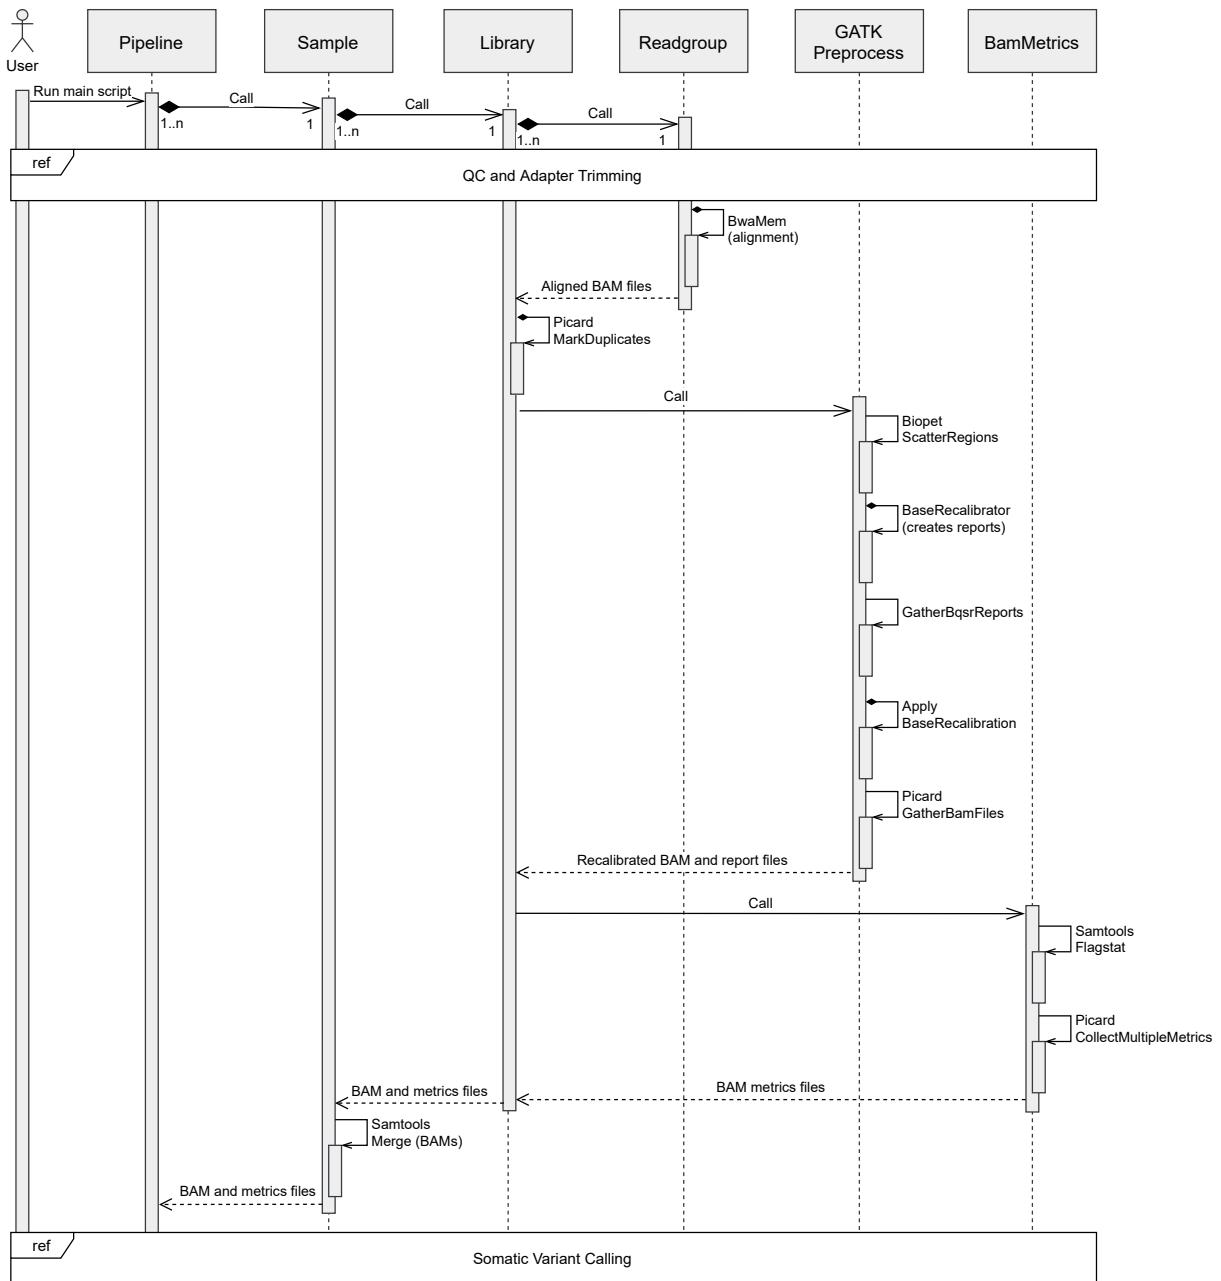 User
Pipeline
Sample
Library
Readgroup
GATK
Preprocess
BamMetrics
Run main script
Call
1..n
1
Call
1..n
1
Call
1..n
1
ref
QC and Adapter Trimming
BwaMem
(alignment)
Aligned BAM files
Picard
MarkDuplicates
Call
Biopet
ScatterRegions
BaseRecalibrator
(creates reports)
GatherBqsrReports
Apply
BaseRecalibration
Picard
GatherBamFiles
Recalibrated BAM and report files
Call
Samtools
Flagstat
Picard
CollectMultipleMetrics
BAM metrics files
BAM and metrics files
Samtools
Merge (BAMs)
BAM and metrics files
ref
Somatic Variant Calling